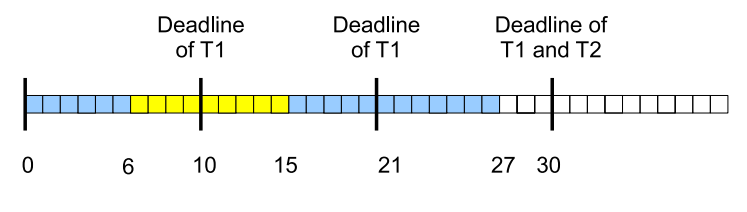 Deadline
of T1
Deadline
of T1
Deadline of
T1 and T2
0 6 10 15 21 27 30